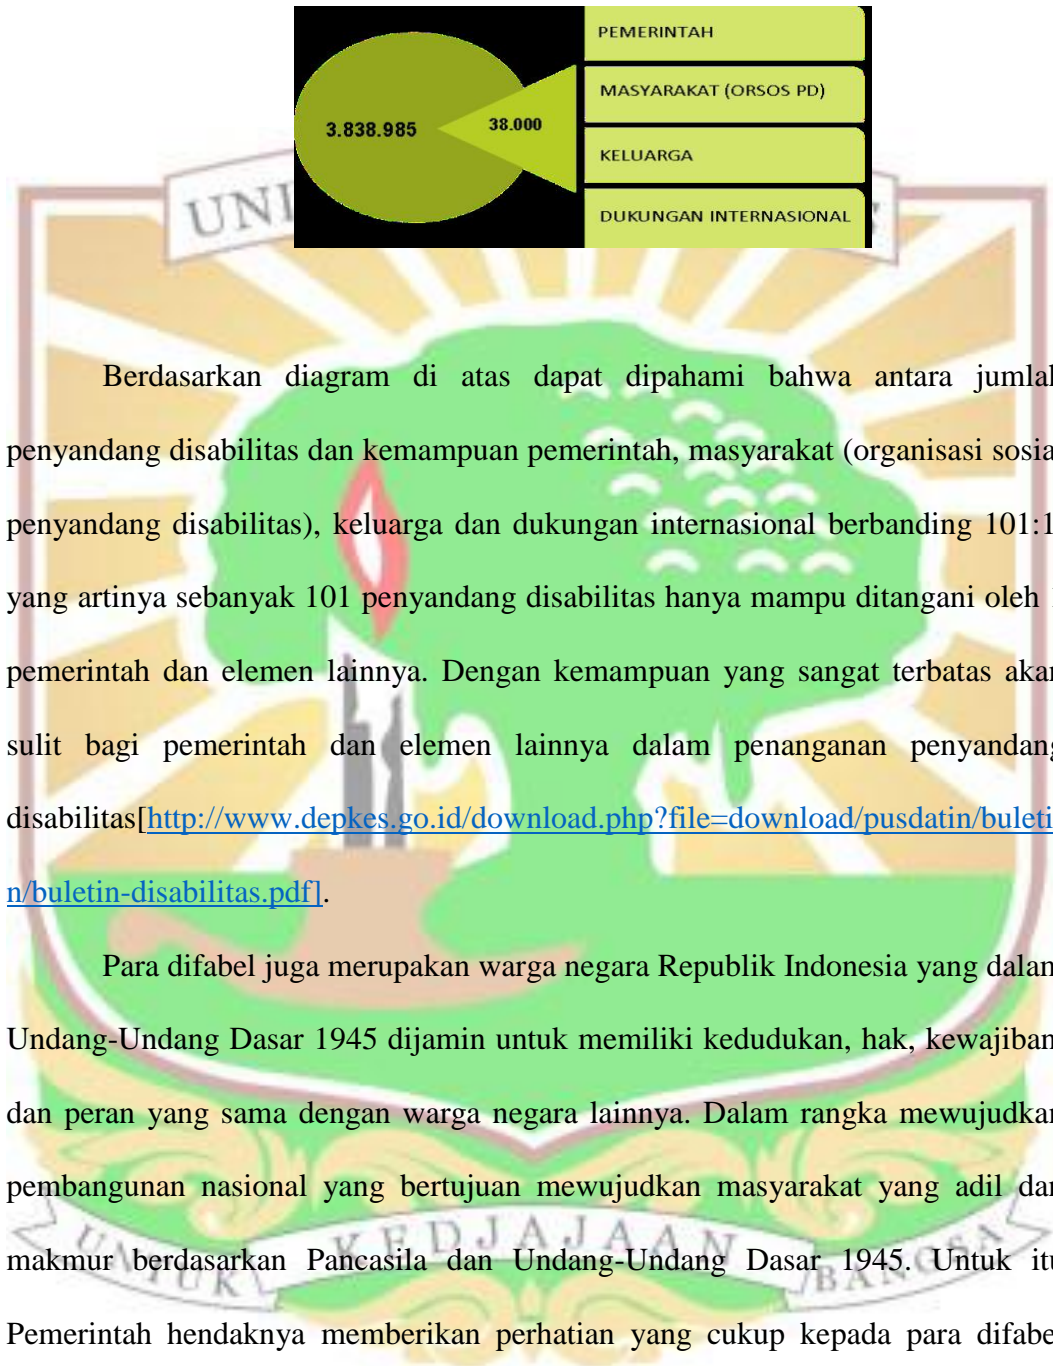 3.838.985
38.000
PEMERINTAH
MASYARAKAT (ORSOS PD)
KELUARGA
DUKUNGAN INTERNASIONAL
UNI
S
Berdasarkan diagram di atas dapat dipahami bahwa antara jumlah
penyandang disabilitas dan kemampuan pemerintah, masyarakat (organisasi sosia
penyandang disabilitas), keluarga dan dukungan internasional berbanding 101:1
yang artinya sebanyak 101 penyandang disabilitas hanya mampu ditangani oleh
pemerintah dan elemen lainnya. Dengan kemampuan yang sangat terbatas akan
sulit bagi pemerintah dan elemen lainnya dalam penanganan penyandang
disabilitas[http://www.depkes.go.id/download.php?file=download/pusdatin/buleti
n/buletin-disabilitas.pdf].
Para difabel juga merupakan warga negara Republik Indonesia yang dalam
Undang-Undang Dasar 1945 dijamin untuk memiliki kedudukan, hak, kewajiban
dan peran yang sama dengan warga negara lainnya. Dalam rangka mewujudkan
pembangunan nasional yang bertujuan mewujudkan masyarakat yang adil dan
makmur berdasarkan Pancasila dan Undang-Undang Dasar 1945. Untuk itu
Pemerintah hendaknya memberikan perhatian yang cukup kepada para difabel
UNTUK KEDJAJAAN BANGSA